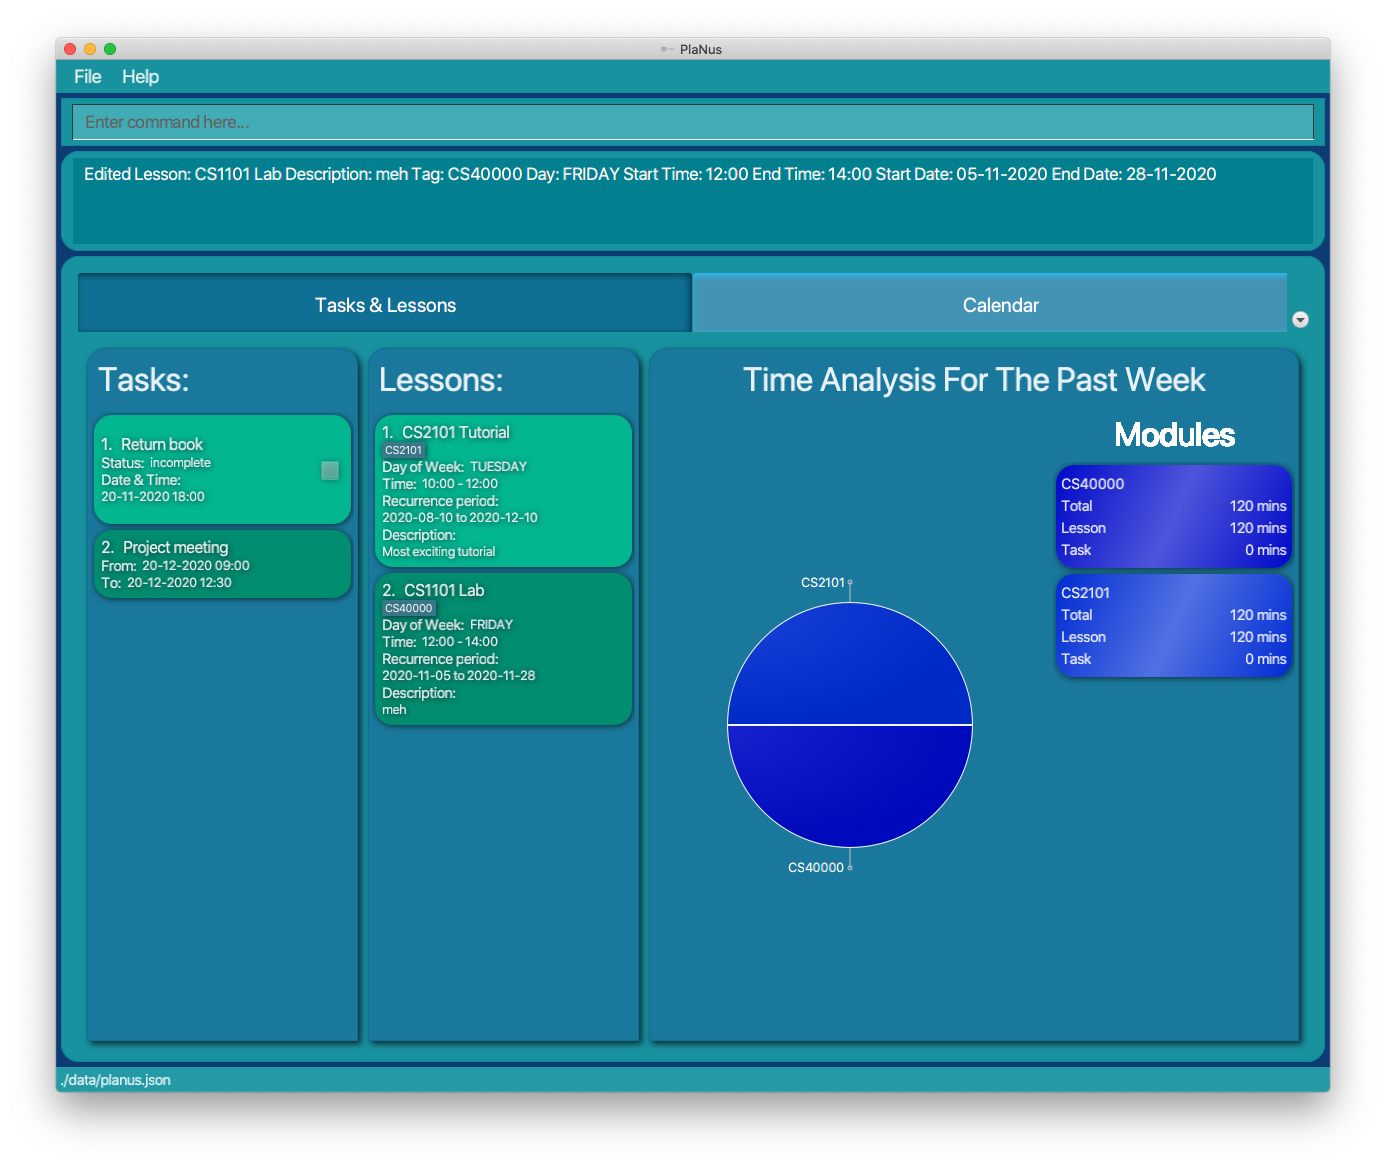 PlaNus
File Help
Enter command here...
Edited Lesson: CS1101 Lab Description: meh Tag: CS40000 Day: FRIDAY Start Time: 12:00 End Time: 14:00 Start Date: 05-11-2020 End Date: 28-11-2020
Tasks & Lessons
Calendar
Tasks:
1. Return book
Status: incomplete
Date & Time:
20-11-2020 18:00
2. Project meeting
From: 20-12-2020 09:00
To: 20-12-2020 12:30
Lessons:
1. CS2101 Tutorial
CS2101
Day of Week: TUESDAY
Time: 10:00 - 12:00
Recurrence period:
2020-08-10 to 2020-12-10
Description:
Most exciting tutorial
2. CS1101 Lab
CS40000
Day of Week: FRIDAY
Time: 12:00 - 14:00
Recurrence period:
2020-11-05 to 2020-11-28
Description:
meh
Time Analysis For The Past Week
CS2101
CS40000
Modules
CS40000
Total 120 mins
Lesson 120 mins
Task 0 mins
CS2101
Total 120 mins
Lesson 120 mins
Task 0 mins
./data/planus.json